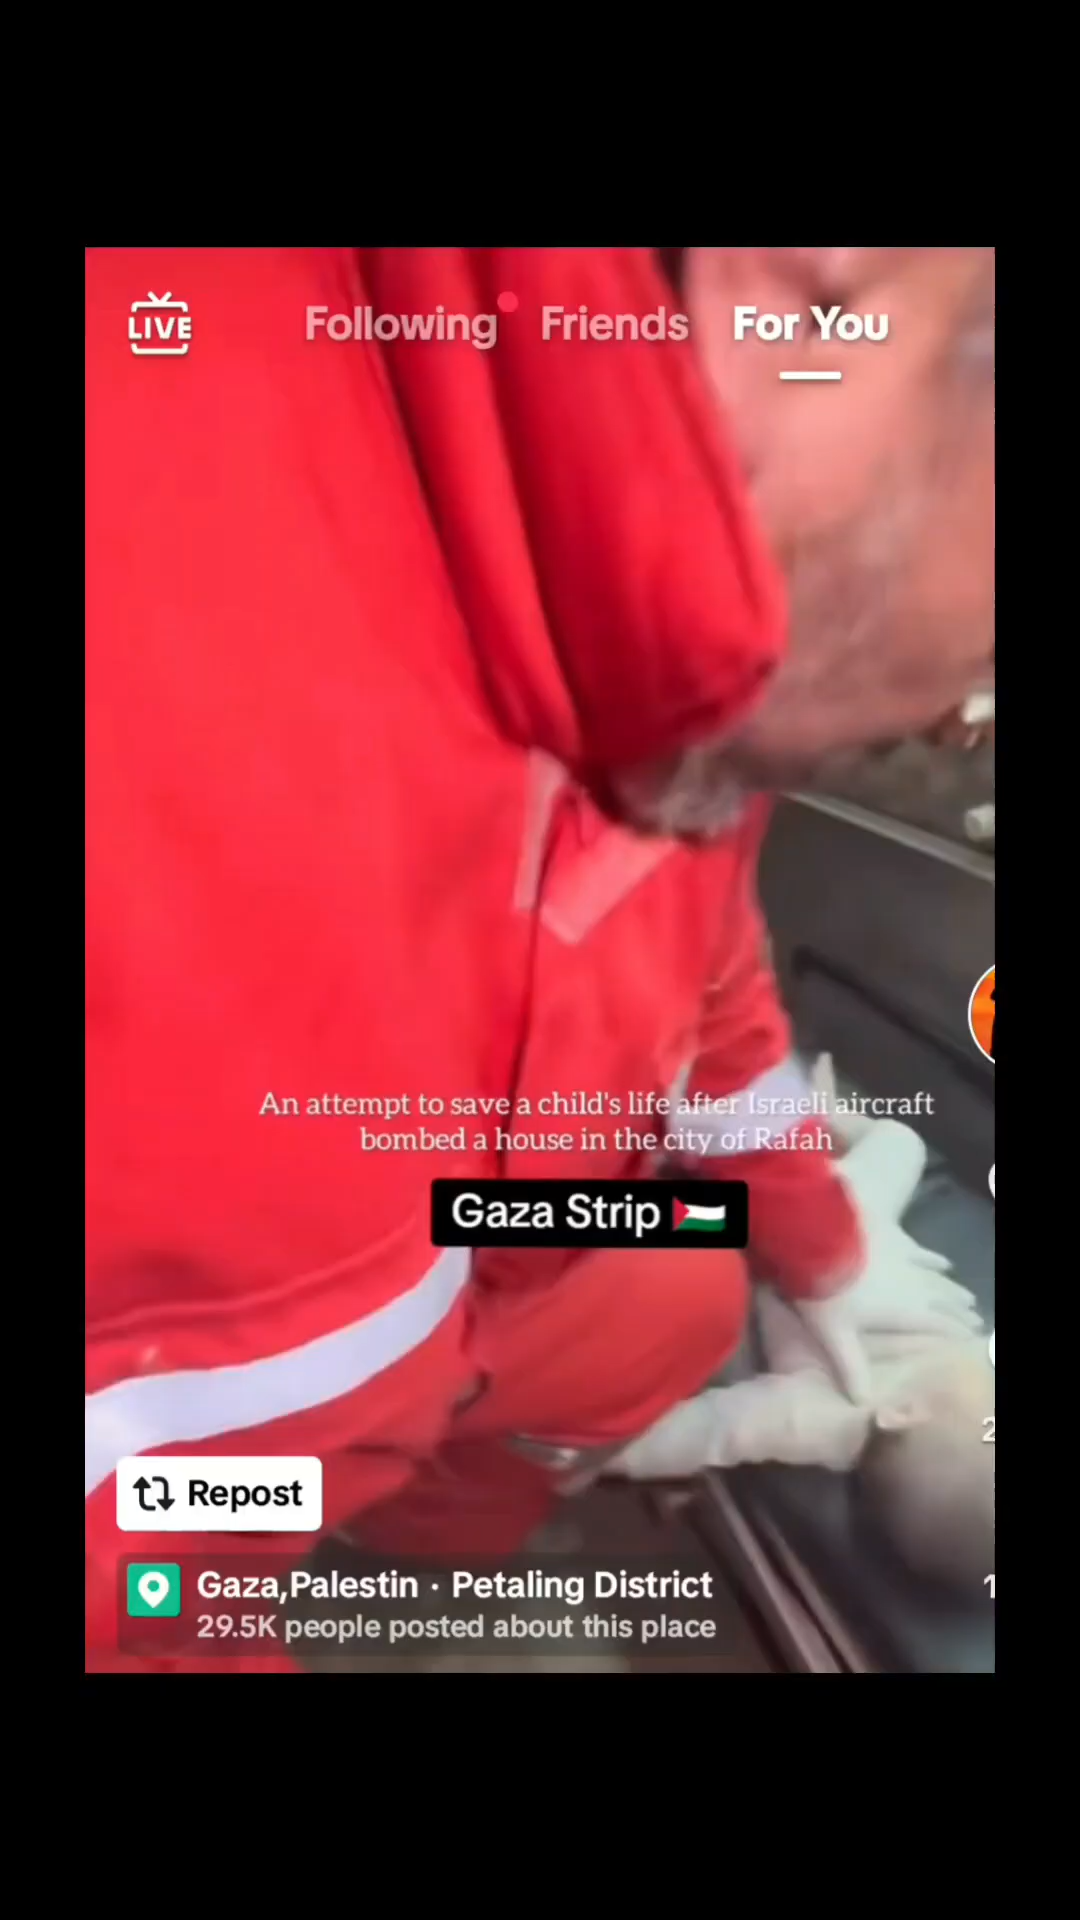 LIVE
Following
Friends
For You
An attempt to save a child's life after Israeli aircraft
bombed a house in the city of Rafah
Gaza Strip 🇵🇸
Repost
Gaza,Palestin · Petaling District
29.5K people posted about this place